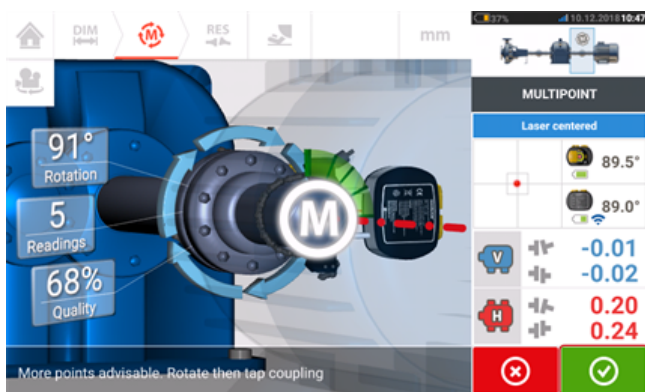 DIM
M
RES
mm
37%
10.12.2018 10:47
M
MULTIPOINT
Laser centered
91°
Rotation
89.5°
5
Readings
89.0°
M
68%
Quality
V
-0.01
-0.02
H
0.20
0.24
More points advisable. Rotate then tap coupling